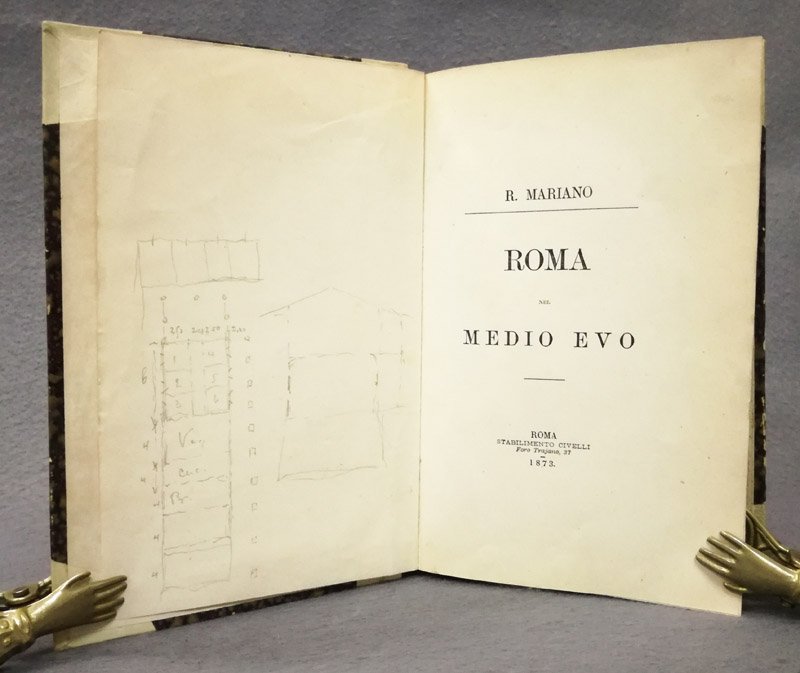 R. MARIANO
ROMA
NEL
MEDIO EVO
ROMA
STABILIMENTO CIVELLI
Foro Trajano, 37
1873.